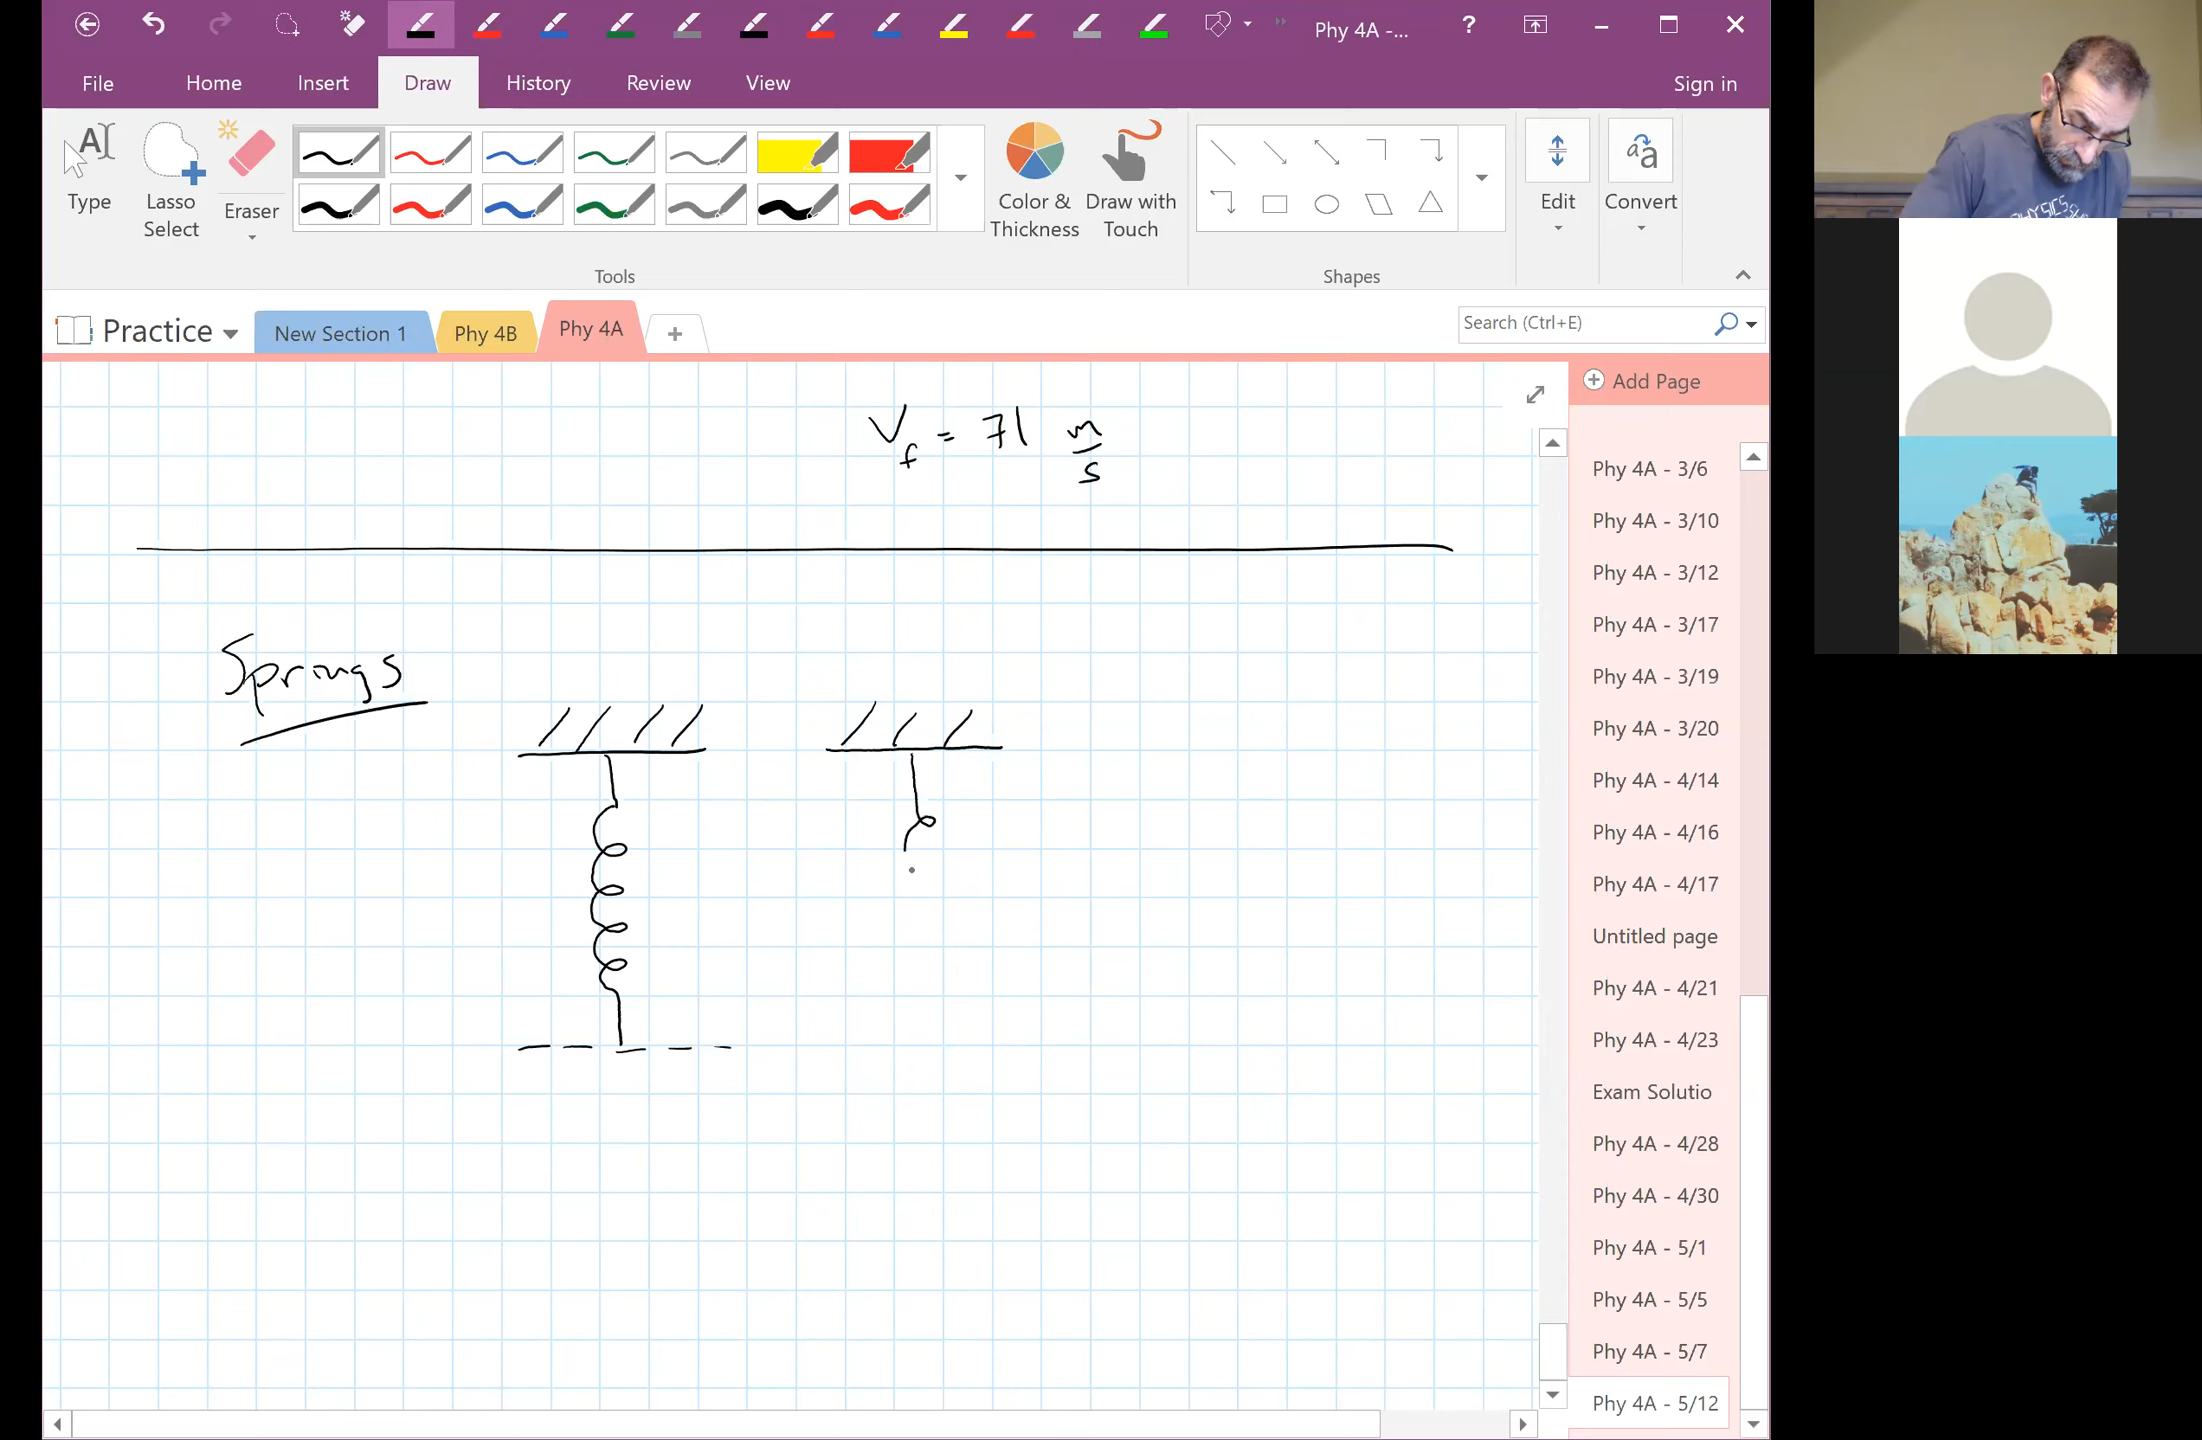 Phy 4A -...
?
File
Home
Insert
Draw
History
Review
View
Sign in
Type
Lasso
Select
Eraser
Color &
Thickness
Draw with
Touch
Edit
Convert
Tools
Shapes
Practice
New Section 1
Phy 4B
Phy 4A
Search (Ctrl+E)
Add Page
Phy 4A - 3/6
Phy 4A - 3/10
Phy 4A - 3/12
Phy 4A - 3/17
Phy 4A - 3/19
Phy 4A - 3/20
Phy 4A - 4/14
Phy 4A - 4/16
Phy 4A - 4/17
Untitled page
Phy 4A - 4/21
Phy 4A - 4/23
Exam Solutio
Phy 4A - 4/28
Phy 4A - 4/30
Phy 4A - 5/1
Phy 4A - 5/5
Phy 4A - 5/7
Phy 4A - 5/12
V_f = 71 m/s
Springs
PHYSICS